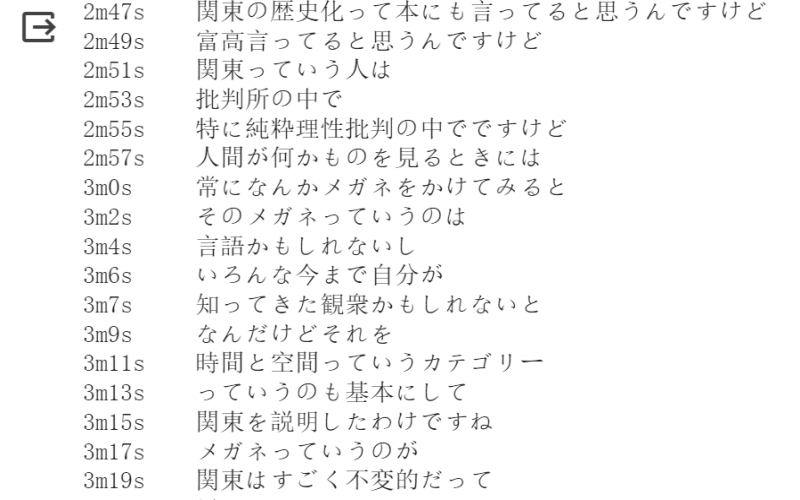 2m47s 関東の歴史化って本にも言ってると思うんですけど
2m49s 富高言ってると思うんですけど
2m51s 関東っていう人は
2m53s 批判所の中で
2m55s 特に純粋理性批判の中でですけど
2m57s 人間が何かものを見るときには
3m0s 常になんかメガネをかけてみると
3m2s そのメガネっていうのは
3m4s 言語かもしれないし
3m6s いろんな今まで自分が
3m7s 知ってきた観衆かもしれないと
3m9s なんだけどそれを
3m11s 時間と空間っていうカテゴリー
3m13s っていうのも基本にして
3m15s 関東を説明したわけですね
3m17s メガネっていうのが
3m19s 関東はすごく不変的だって